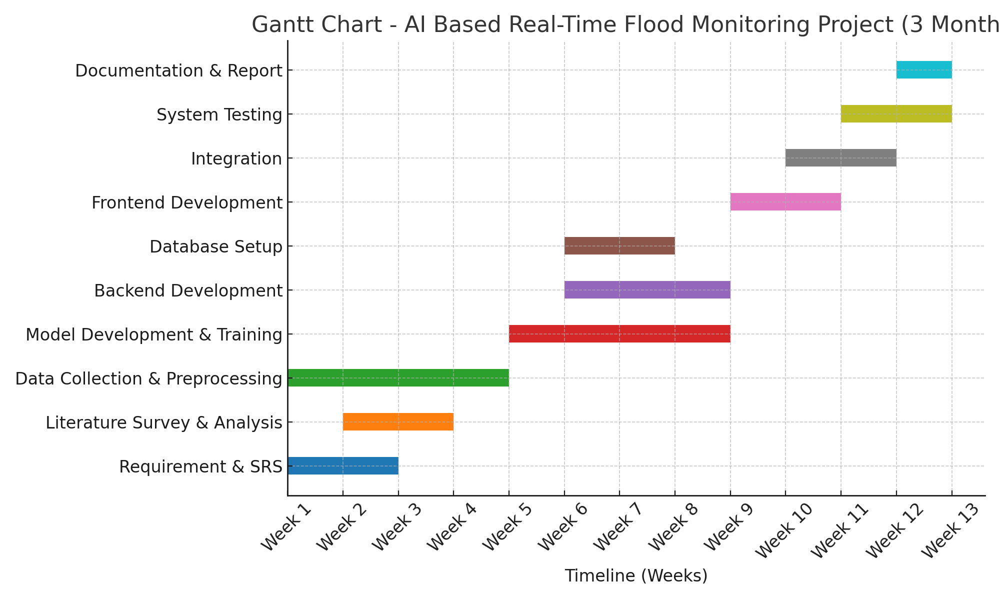 Gantt Chart - AI Based Real-Time Flood Monitoring Project (3 Month
Documentation & Report
System Testing
Integration
Frontend Development
Database Setup
Backend Development
Model Development & Training
Data Collection & Preprocessing
Literature Survey & Analysis
Requirement & SRS
Week 1
Week 2
Week 3
Week 4
Week 5
Week 6
Week 7
Week 8
Week 9
Week 10
Week 11
Week 12
Week 13
Timeline (Weeks)